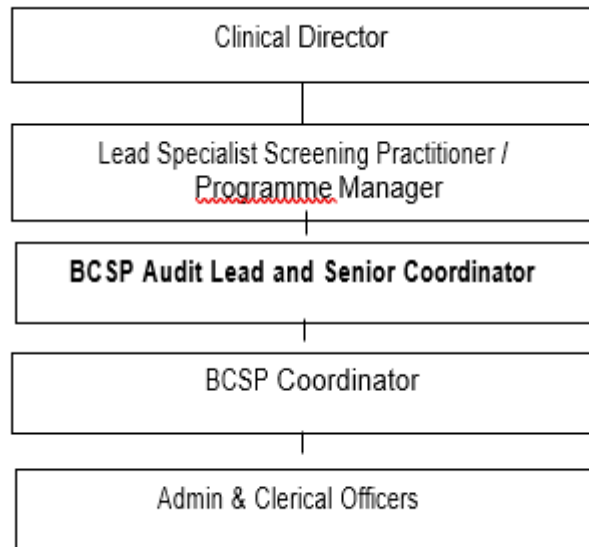 Clinical Director
Lead Specialist Screening Practitioner /
Programme Manager
BCSP Audit Lead and Senior Coordinator
BCSP Coordinator
Admin & Clerical Officers